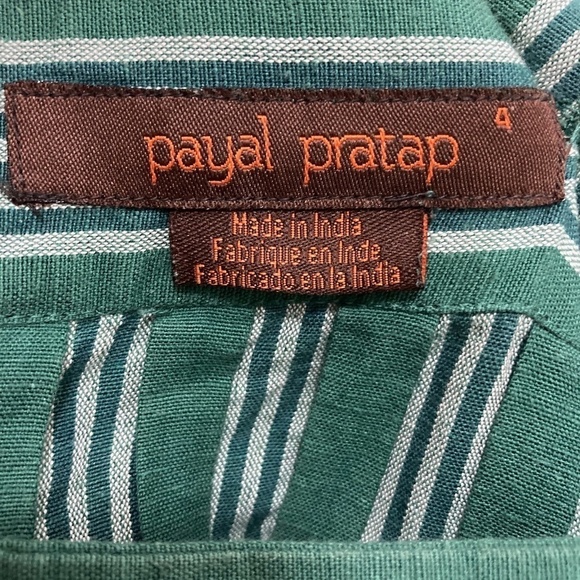 payal pratap 4
Made in India
Fabrique en Inde
Fabricado en la India